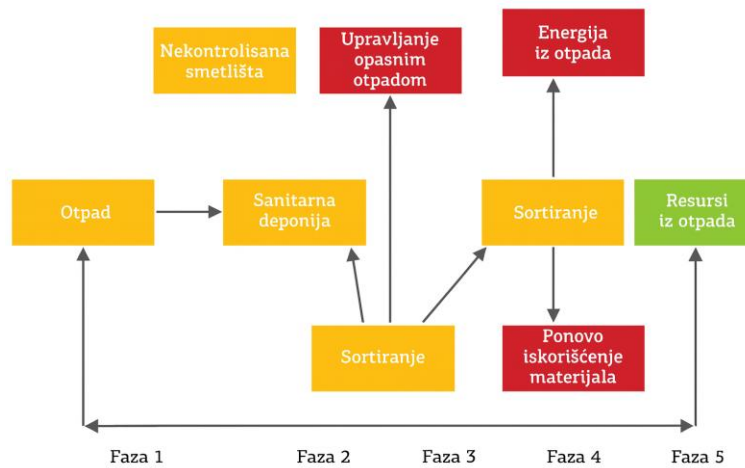 Nekontrolisana
smetlišta
Upravljanje
opasnim
otpadom
Energija
iz otpada
Otpad
Sanitarna
deponija
Sortiranje
Resursi
iz otpada
Sortiranje
Ponovo
iskorišćenje
materijala
Faza 1
Faza 2
Faza 3
Faza 4
Faza 5